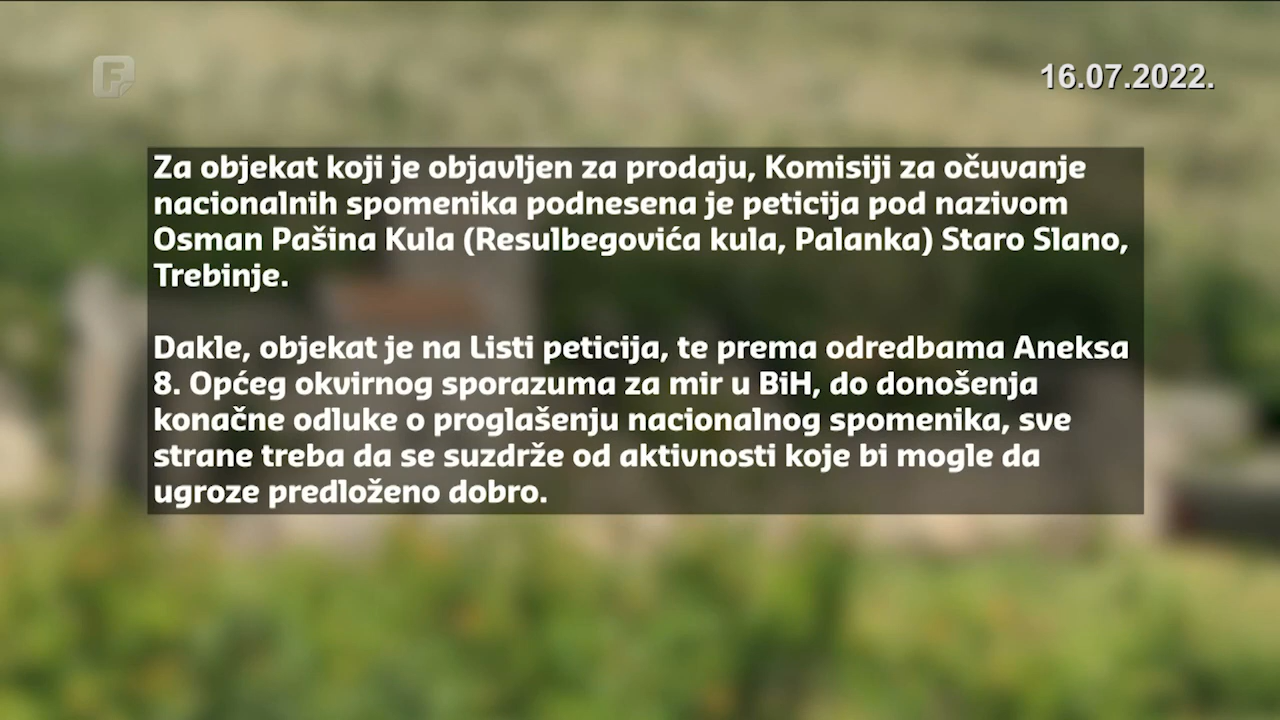 F
16.07.2022.
Za objekat koji je objavljen za prodaju, Komisiji za očuvanje
nacionalnih spomenika podnesena je peticija pod nazivom
Osman Pašina Kula (Resulbegovića kula, Palanka) Staro Slano,
Trebinje.
Dakle, objekat je na Listi peticija, te prema odredbama Aneksa
8. Općeg okvirnog sporazuma za mir u BiH, do donošenja
konačne odluke o proglašenju nacionalnog spomenika, sve
strane treba da se suzdrže od aktivnosti koje bi mogle da
ugroze predloženo dobro.